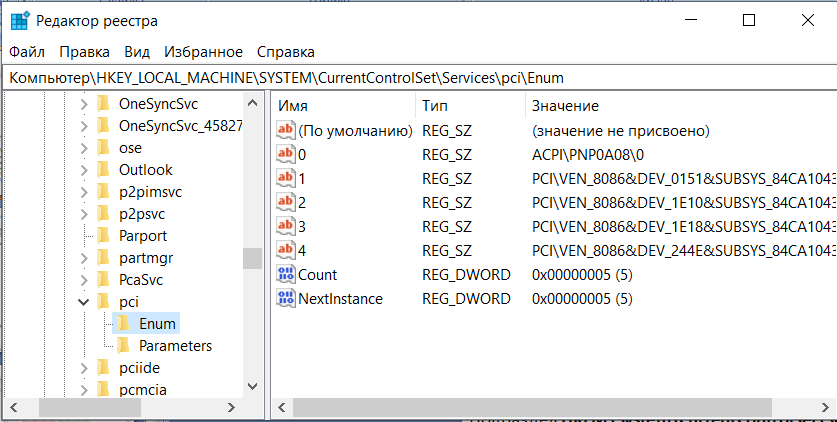 Редактор реестра
Файл Правка Вид Избранное Справка
Компьютер\HKEY_LOCAL_MACHINE\SYSTEM\CurrentControlSet\Services\pci\Enum
OneSyncSvc
OneSyncSvc_45827
ose
Outlook
p2pimsvc
p2psvc
Parport
partmgr
PcaSvc
pci
Enum
Parameters
pciide
pcmcia
Имя Тип Значение
(По умолчанию) REG_SZ (значение не присвоено)
0 REG_SZ ACPI\PNP0A08\0
1 REG_SZ PCI\VEN_8086&DEV_0151&SUBSYS_84CA1043
2 REG_SZ PCI\VEN_8086&DEV_1E10&SUBSYS_84CA1043
3 REG_SZ PCI\VEN_8086&DEV_1E18&SUBSYS_84CA1043
4 REG_SZ PCI\VEN_8086&DEV_244E&SUBSYS_84CA1043
Count REG_DWORD 0x00000005 (5)
NextInstance REG_DWORD 0x00000005 (5)